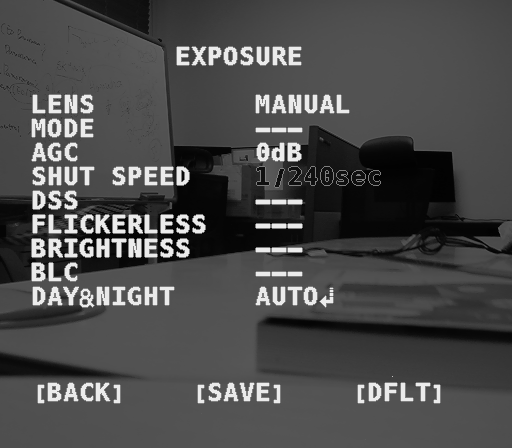 EXPOSURE
LENS MANUAL
MODE ---
AGC 0dB
SHUT SPEED 1/240sec
DSS ---
FLICKERLESS ---
BRIGHTNESS ---
BLC ---
DAY&NIGHT AUTO↲
[BACK] [SAVE] [DFLT]